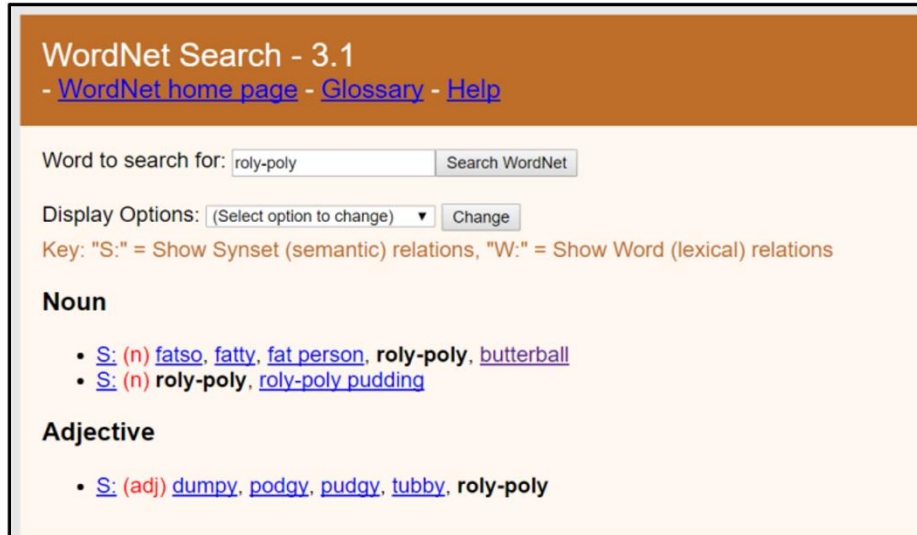 WordNet Search - 3.1
- WordNet home page - Glossary - Help
Word to search for: roly-poly Search WordNet
Display Options: (Select option to change) Change
Key: "S:" = Show Synset (semantic) relations, "W:" = Show Word (lexical) relations
Noun
• S: (n) fatso, fatty, fat person, roly-poly, butterball
• S: (n) roly-poly, roly-poly pudding
Adjective
• S: (adj) dumpy, podgy, pudgy, tubby, roly-poly